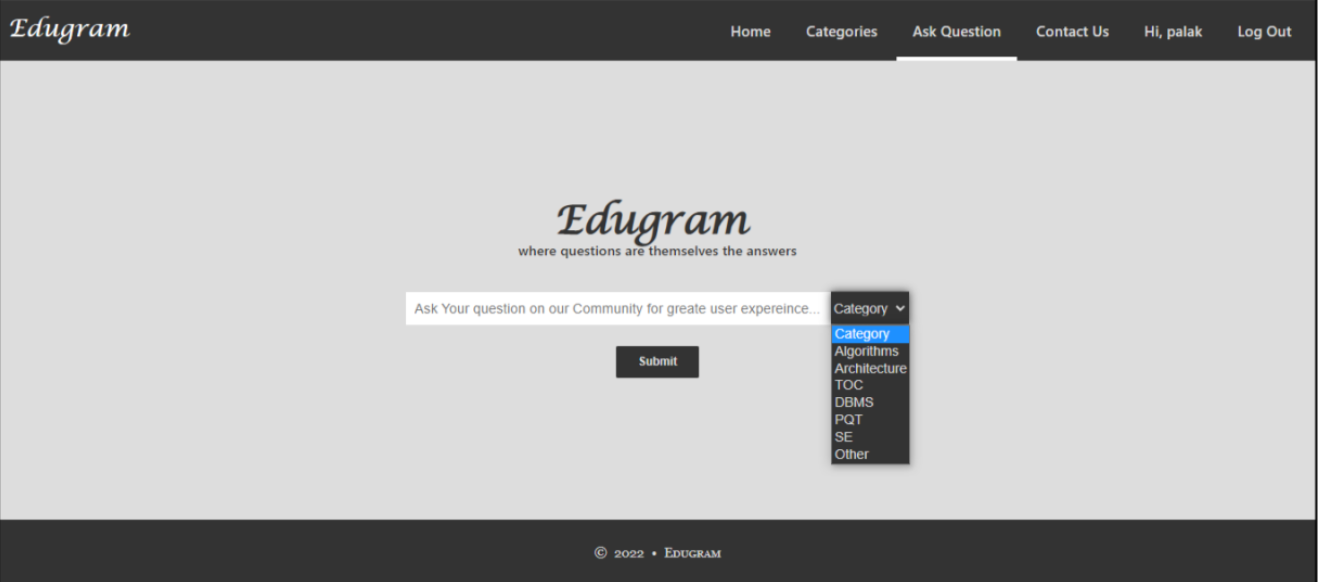 Edugram
Home Categories Ask Question Contact Us Hi, palak Log Out
Edugram
where questions are themselves the answers
Ask Your question on our Community for greate user expereince... Category
Category
Algorithms
Architecture
TOC
DBMS
PQT
SE
Other
Submit
© 2022 • Edugram